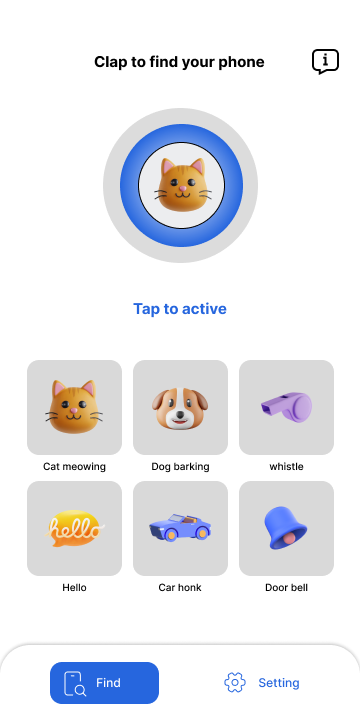 Clap to find your phone
Tap to active
Cat meowing
Dog barking
whistle
hello
Hello
Car honk
Door bell
Find
Setting